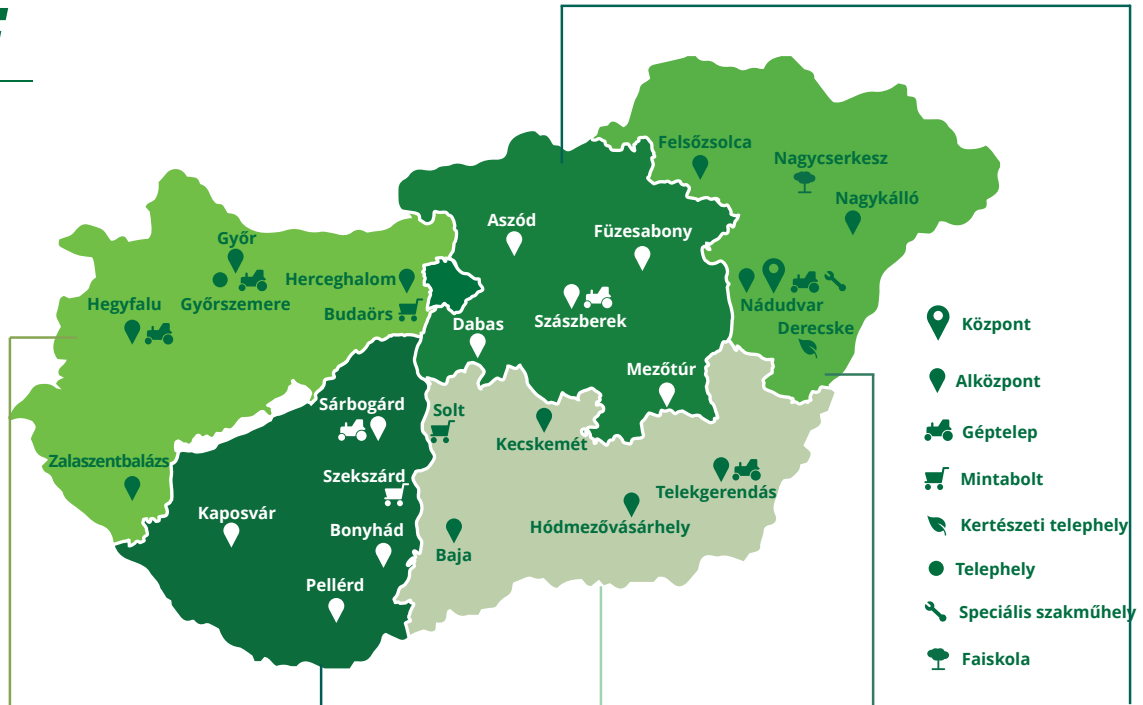 Felsőzsolca
Nagycserkesz
Nagykálló
Aszód
Füzesabony
Győr
Herceghalom
Hegyfalu
Győrszemere
Budaörs
Nádudvar
Dabas
Szászberek
Derecske
Mezőtúr
Sárbogárd
Solt
Kecskemét
Zalaszentbalázs
Szekszárd
Telekgerendás
Kaposvár
Bonyhád
Hódmezővásárhely
Baja
Pellérd
Központ
Alközpont
Géptelep
Mintabolt
Kertészeti telephely
Telephely
Speciális szakműhely
Faiskola